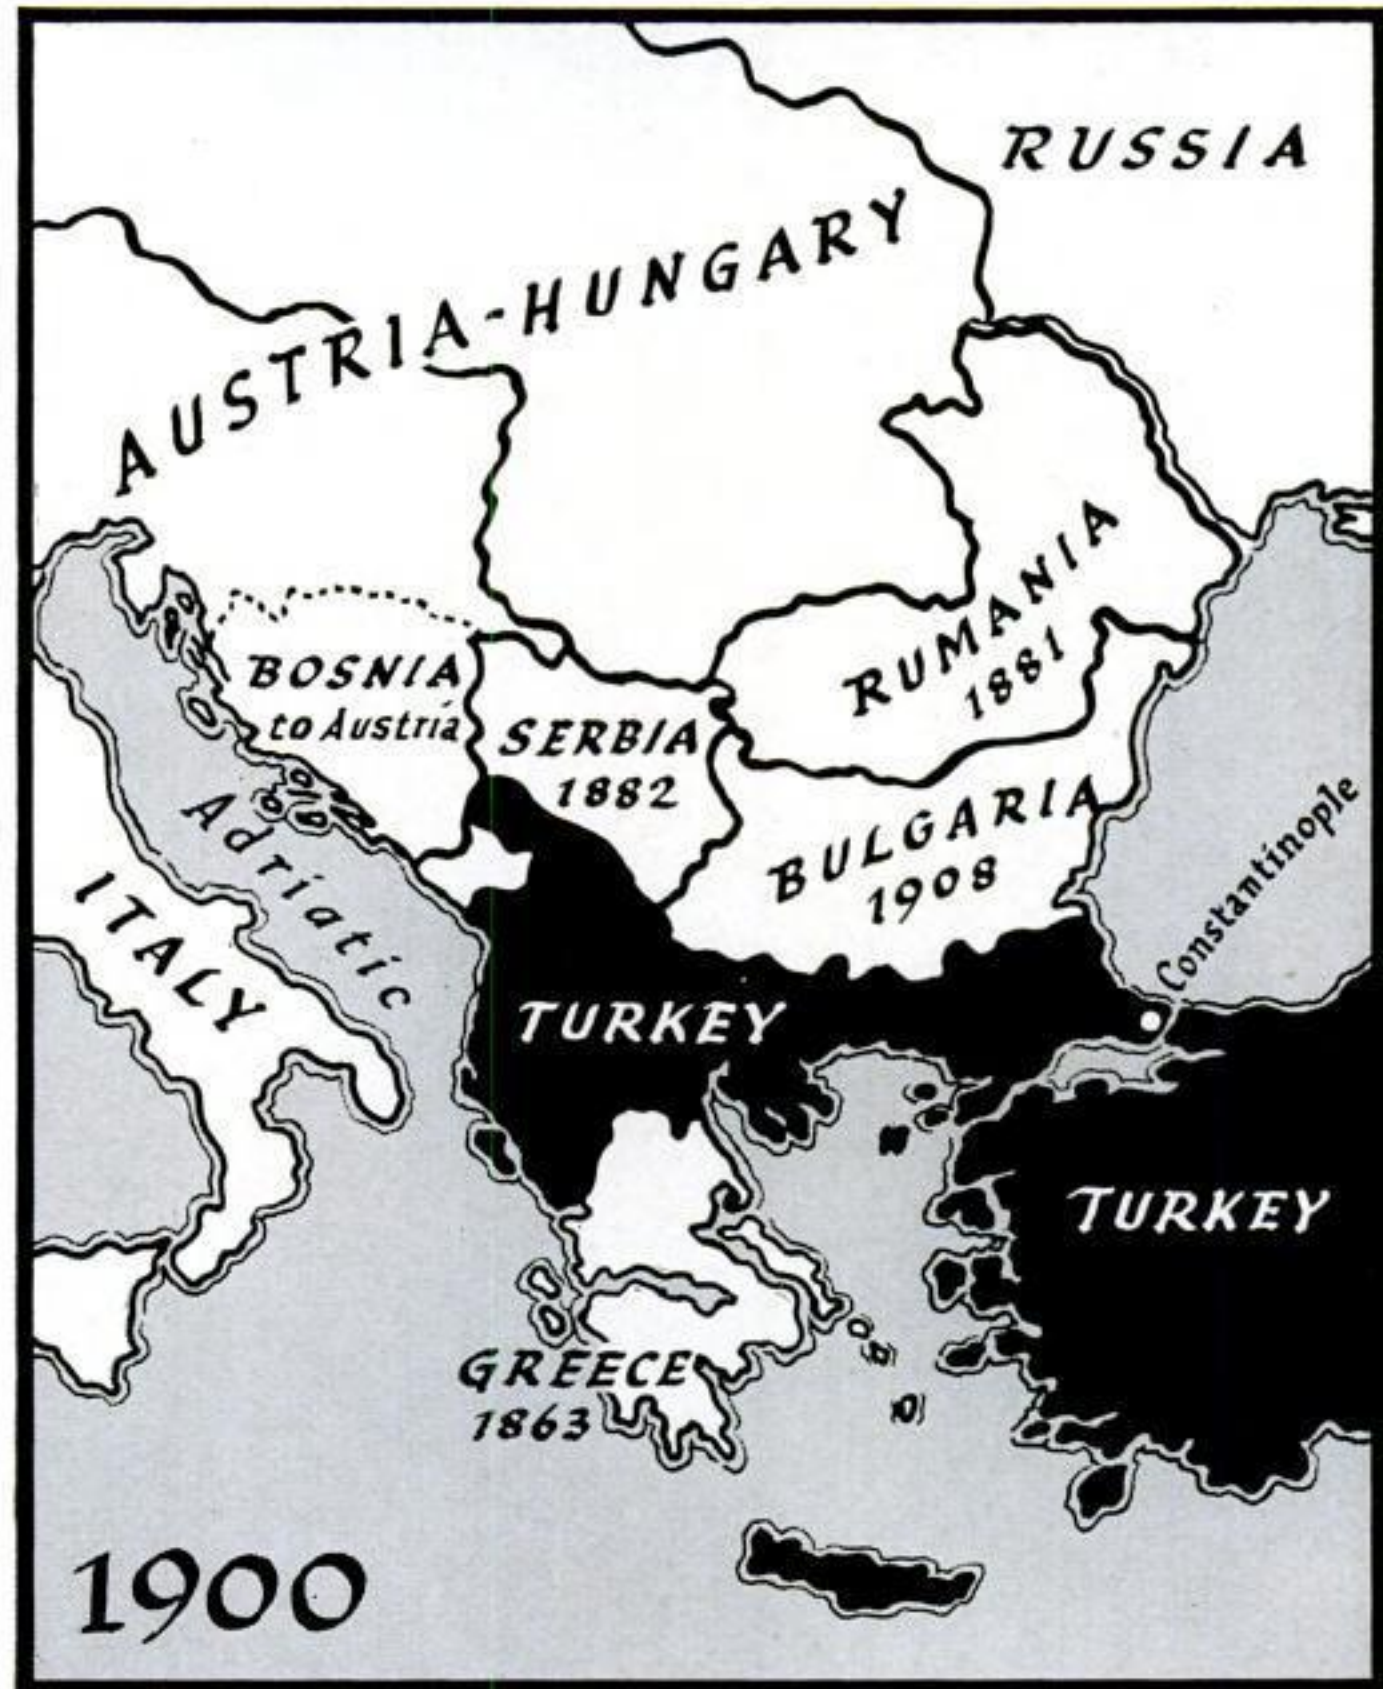 RUSSIA
AUSTRIA-HUNGARY
RUMANIA
1881
BOSNIA
to Austria
SERBIA
1882
BULGARIA
1908
Constantinople
Adriatic
ITALY
TURKEY
TURKEY
GREECE
1863
1900